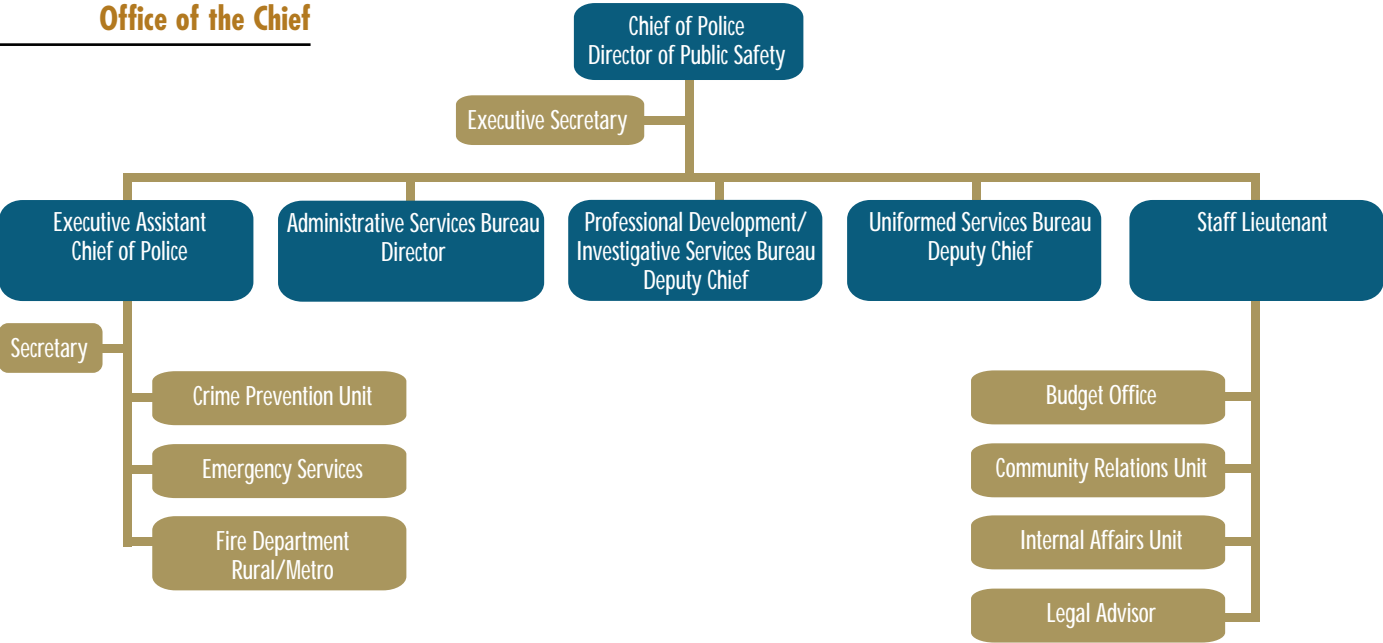 Office of the Chief
Chief of Police
Director of Public Safety
Executive Secretary
Executive Assistant
Chief of Police
Administrative Services Bureau
Director
Professional Development/
Investigative Services Bureau
Deputy Chief
Uniformed Services Bureau
Deputy Chief
Staff Lieutenant
Secretary
Crime Prevention Unit
Emergency Services
Fire Department
Rural/Metro
Budget Office
Community Relations Unit
Internal Affairs Unit
Legal Advisor